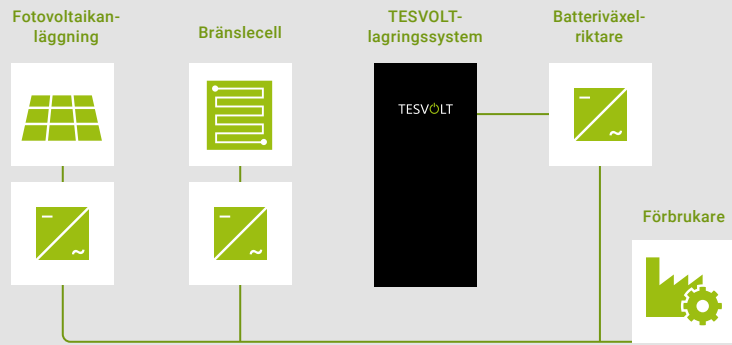 Fotovoltaikan-
läggning
Bränslecell
TESVOLT-
lagringssystem
Batteriväxel-
riktare
TESVOLT
Förbrukare